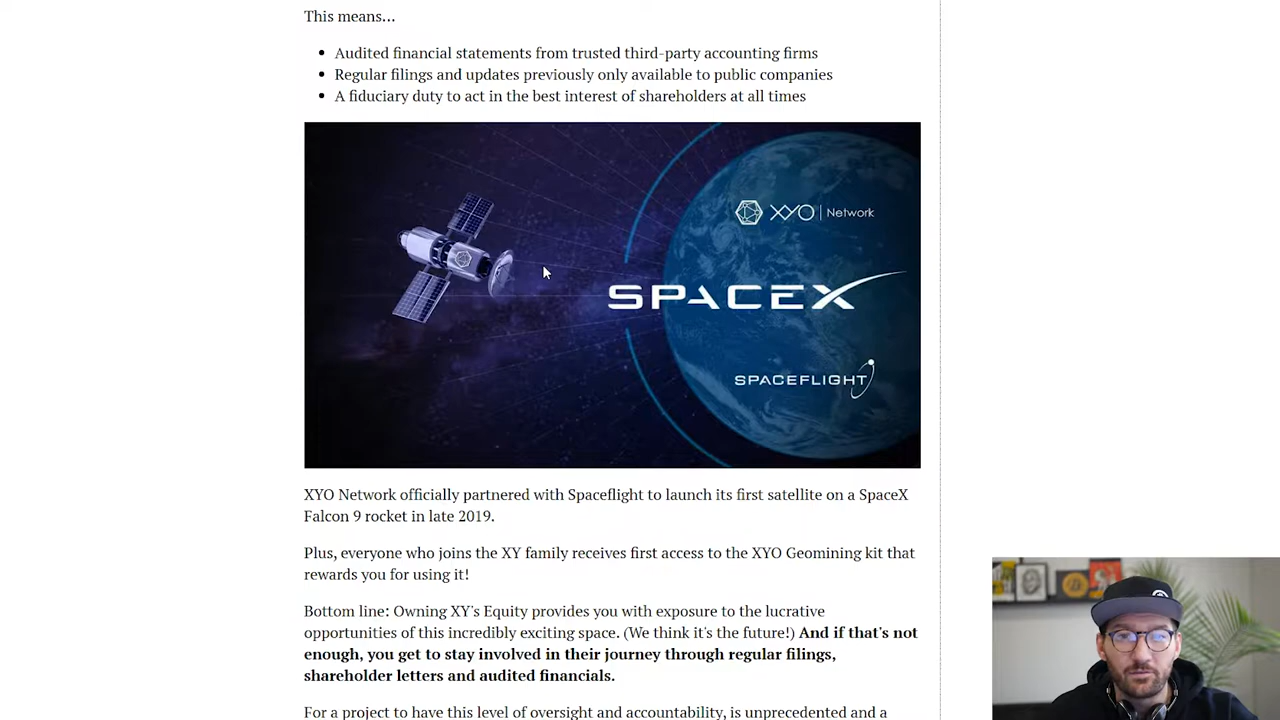 This means…
• Audited financial statements from trusted third-party accounting firms
• Regular filings and updates previously only available to public companies
• A fiduciary duty to act in the best interest of shareholders at all times
XYO | Network
SPACEX
SPACEFLIGHT
XYO Network officially partnered with Spaceflight to launch its first satellite on a SpaceX
Falcon 9 rocket in late 2019.
Plus, everyone who joins the XY family receives first access to the XYO Geomining kit that
rewards you for using it!
Bottom line: Owning XY's Equity provides you with exposure to the lucrative
opportunities of this incredibly exciting space. (We think it's the future!) And if that's not
enough, you get to stay involved in their journey through regular filings,
shareholder letters and audited financials.
For a project to have this level of oversight and accountability, is unprecedented and a